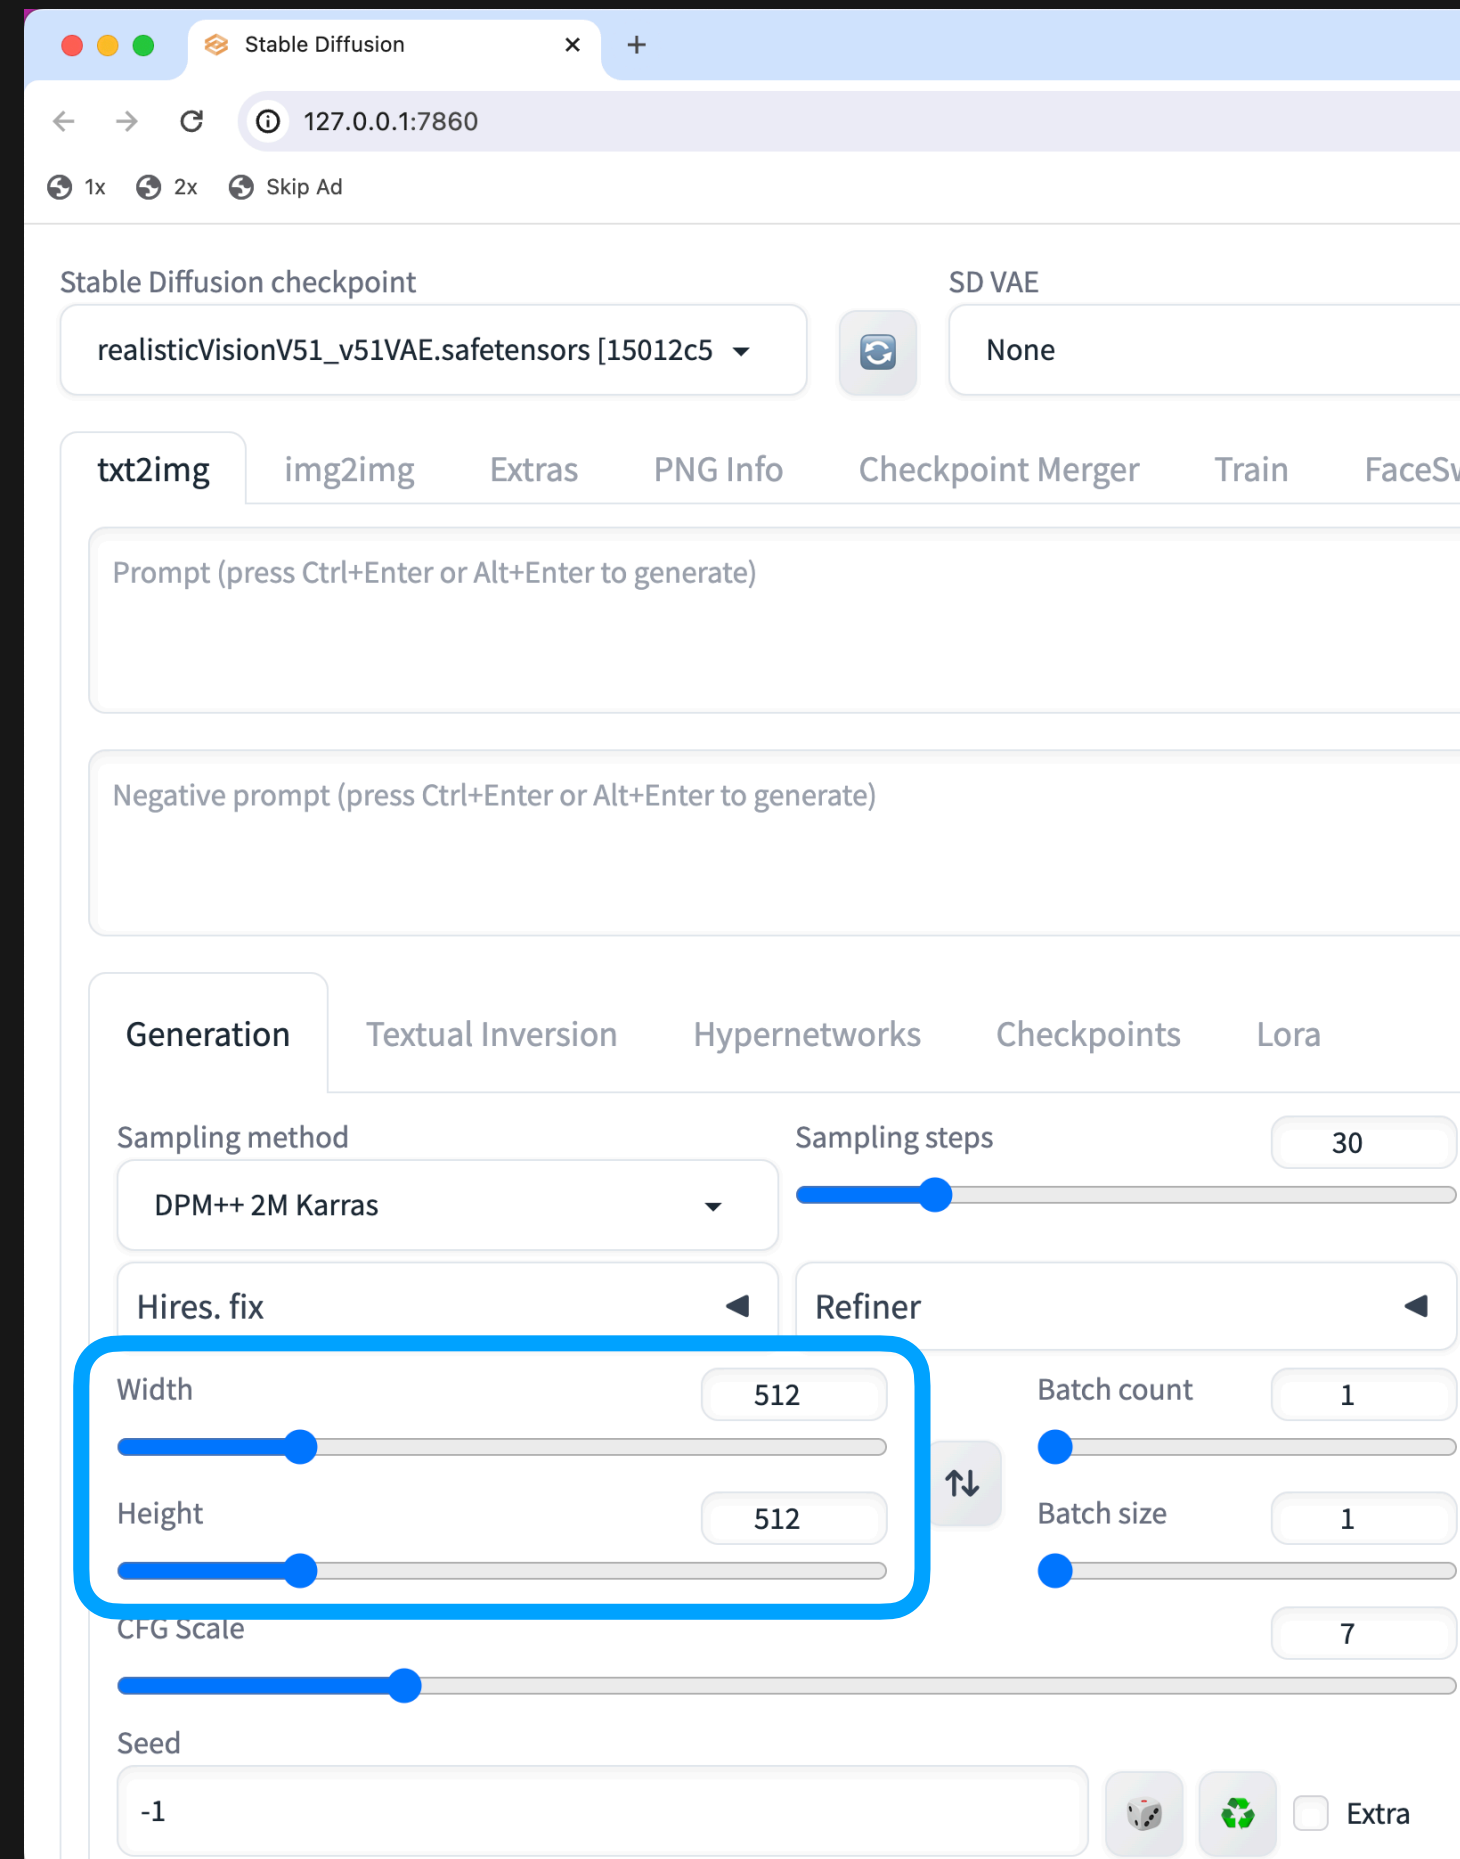 Stable Diffusion
127.0.0.1:7860
1x 2x Skip Ad
Stable Diffusion checkpoint SD VAE
realisticVisionV51_v51VAE.safetensors [15012c5 None
txt2img img2img Extras PNG Info Checkpoint Merger Train FaceSw
Prompt (press Ctrl+Enter or Alt+Enter to generate)
Negative prompt (press Ctrl+Enter or Alt+Enter to generate)
Generation Textual Inversion Hypernetworks Checkpoints Lora
Sampling method Sampling steps 30
DPM++ 2M Karras
Hires. fix Refiner
Width 512 Batch count 1
Height 512 Batch size 1
CFG Scale 7
Seed
-1 Extra